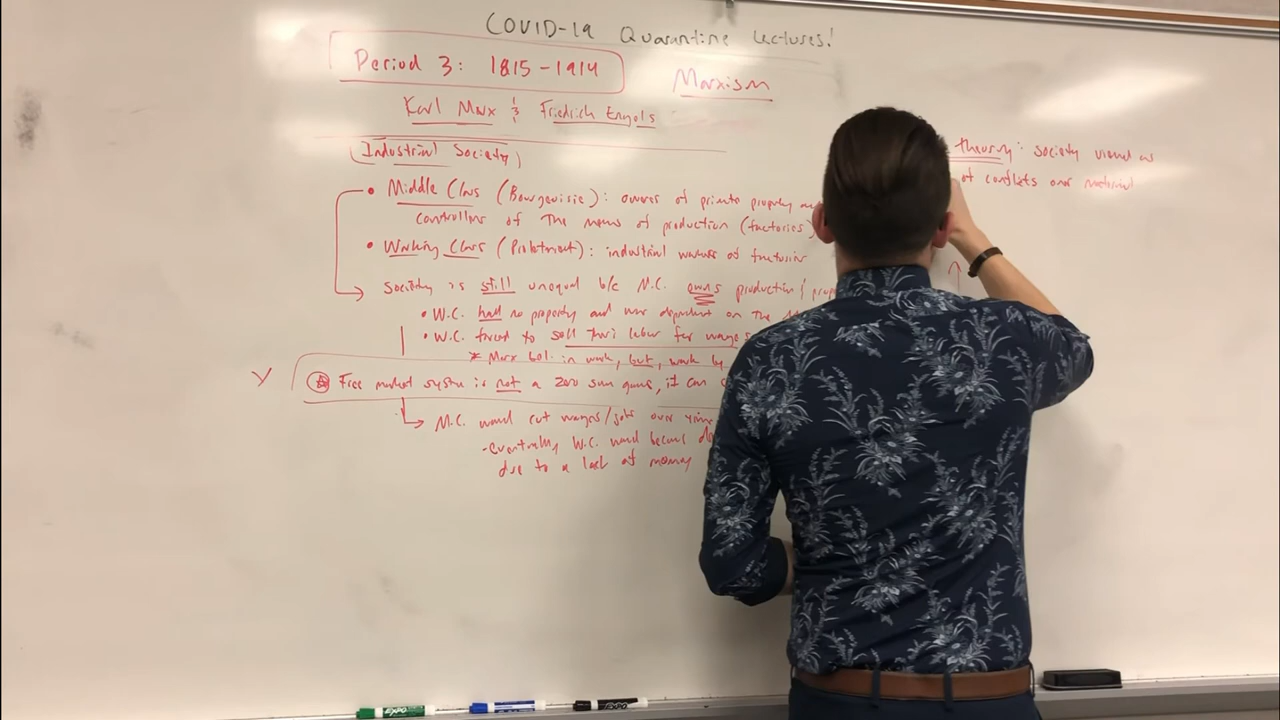 COVID-19 Quarantine Lectures!
Period 3: 1815-1914
Marxism
Karl Marx & Friedrich Engels
Industrial Society
• Middle Class (Bourgeoisie): owners of private property
controllers of the means of production (factories)
• Working Class (Proletariat): industrial workers of factories
Society is still unequal b/c M.C. owns production &
• W.C. had no property and was dependent on the
• W.C. forced to sell their labor for wages
* Marx bel. in work, but, work by
Free market system is not a zero sum game, it can
M.C. would cut wages/jobs over time
- eventually W.C. would become
due to a lack of money
theory: society viewed as
of conflicts over material
EXPO